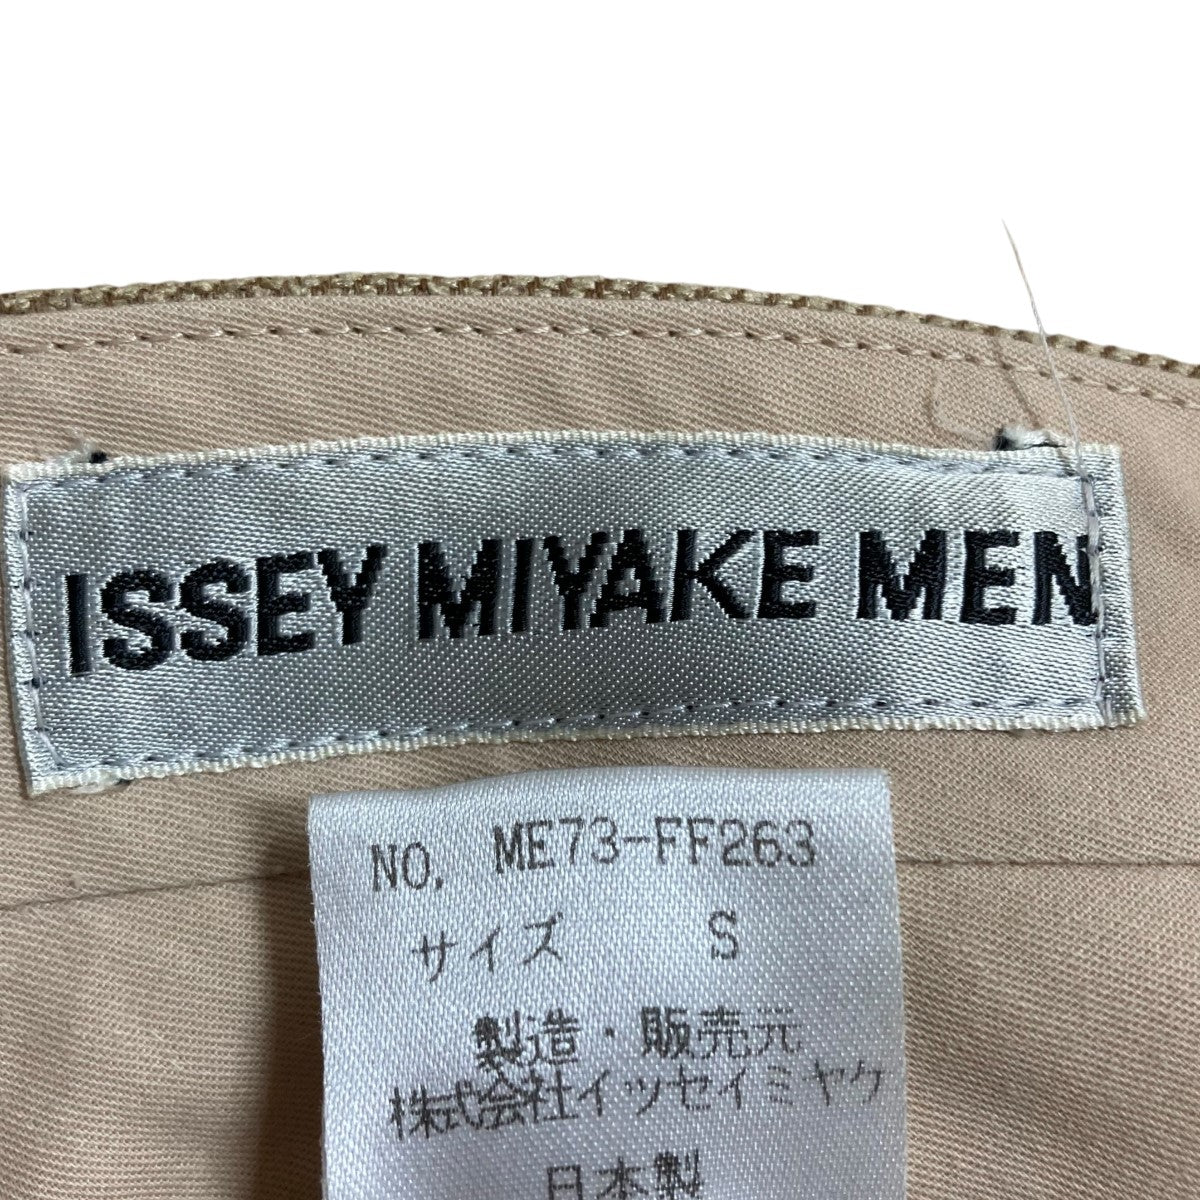 ISSEY MIYAKE MEN
NO. ME73-FF263
サイズ S
製造・販売元
株式会社イッセイミヤケ
日本製